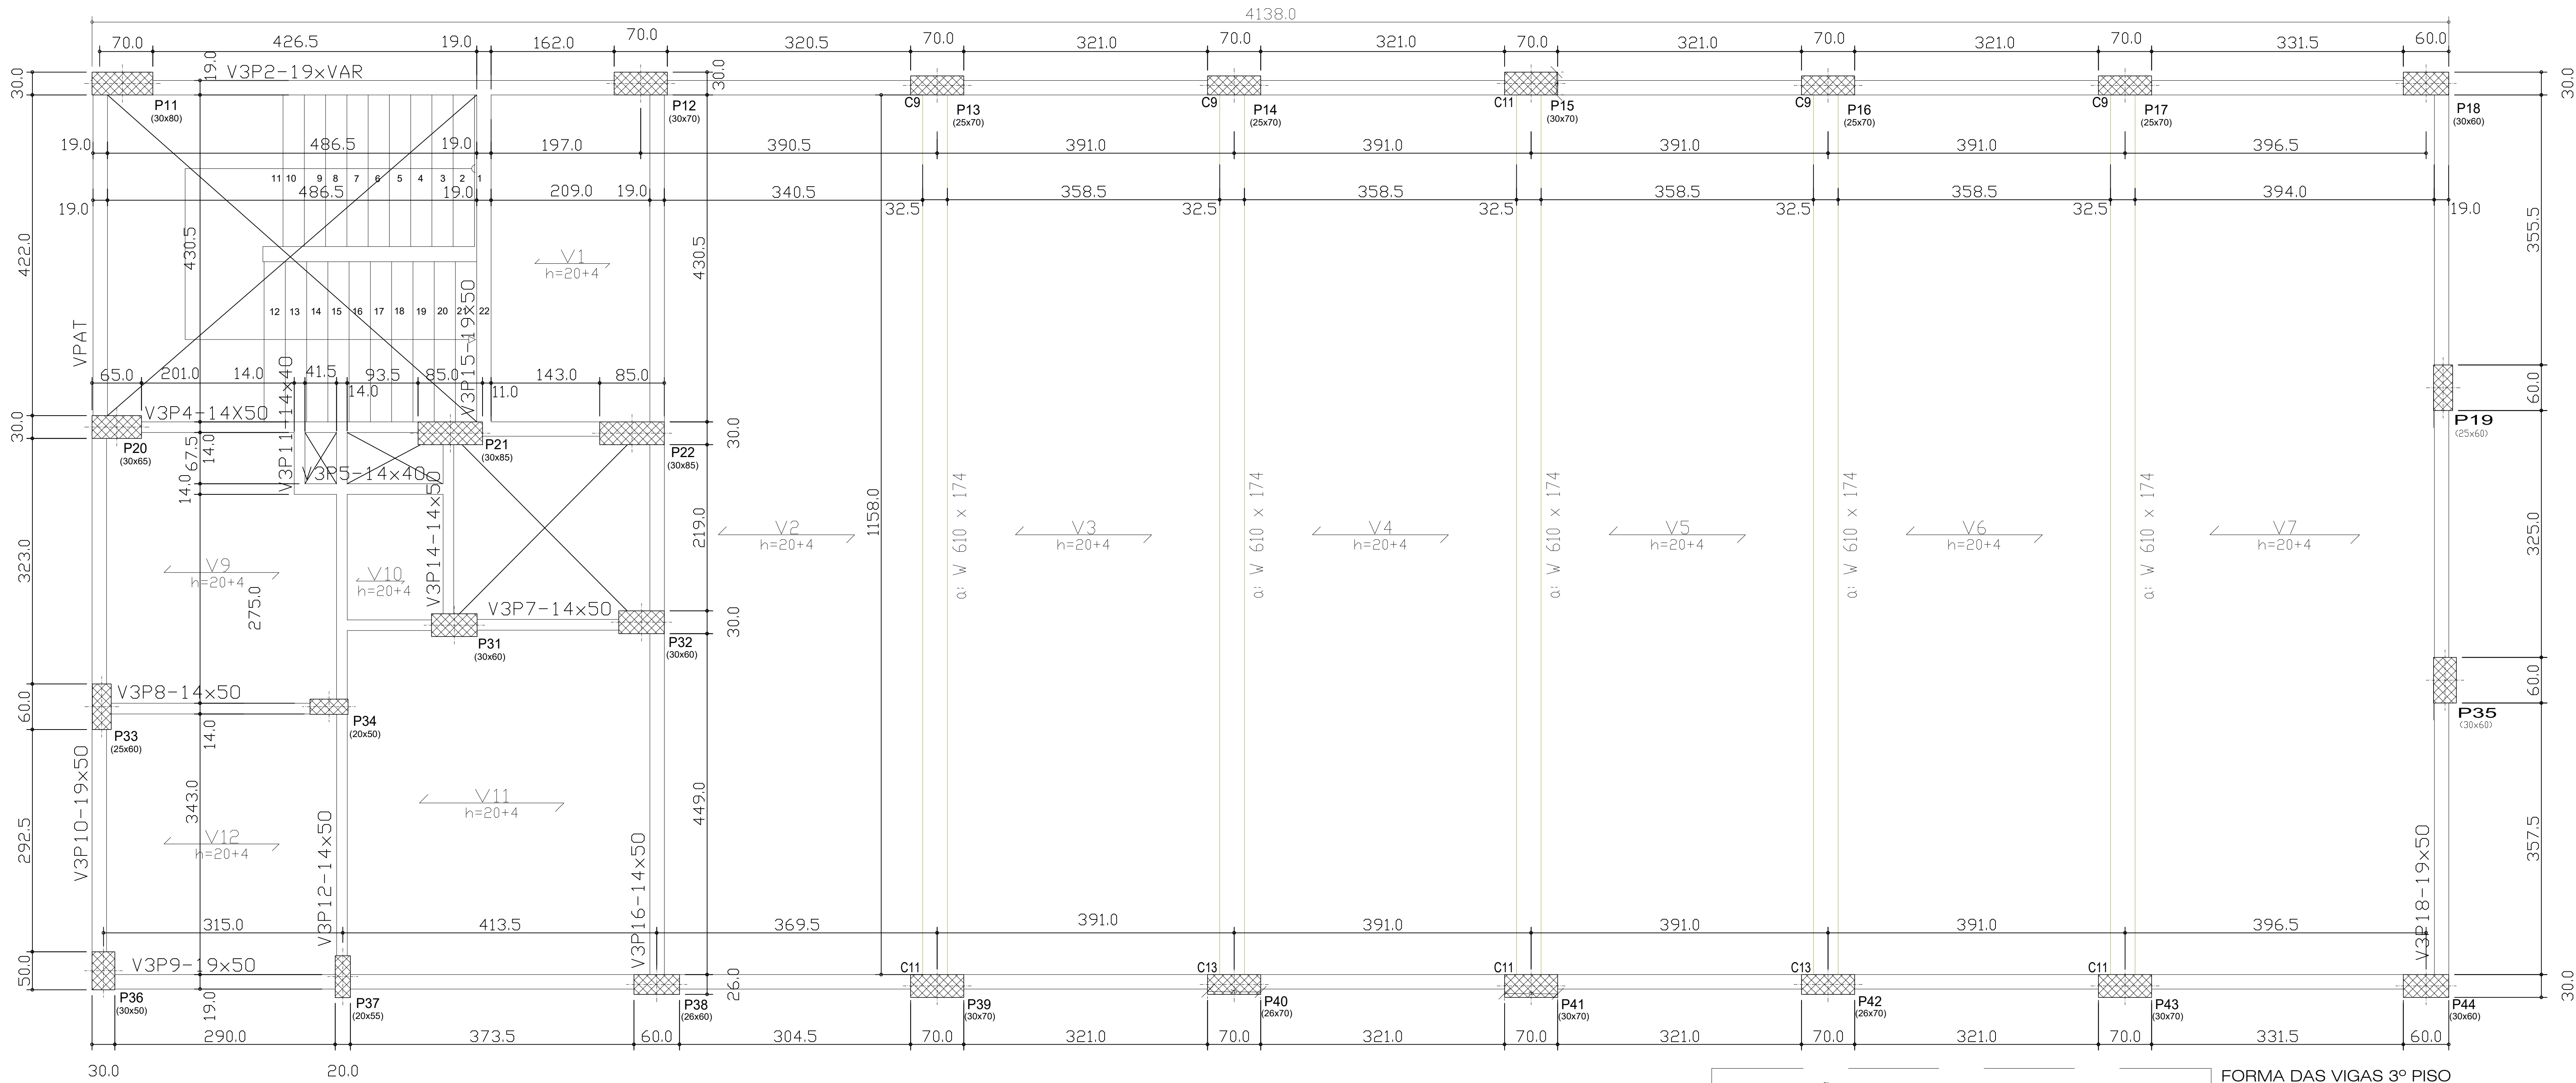 4138.0
70.0 426.5 19.0 162.0 70.0 320.5 70.0 321.0 70.0 321.0 70.0 321.0 70.0 321.0 70.0 331.5 60.0
19.0
V3P2-19xVAR
30.0 30.0 30.0
P11 (30x80)
P12 (30x70)
C9 P13 (25x70)
C9 P14 (25x70)
C11 P15 (30x70)
C9 P16 (25x70)
C9 P17 (25x70)
P18 (30x60)
19.0 486.5 19.0 197.0 390.5 391.0 391.0 391.0 391.0 396.5
11 10 9 8 7 6 5 4 3 2 1
19.0 486.5 19.0 209.0 19.0 340.5 32.5 358.5 32.5 358.5 32.5 358.5 32.5 358.5 32.5 394.0 19.0
422.0
430.5
430.5
355.5
V1
h=20+4
12 13 14 15 16 17 18 19 20 21 22
VPAT
V3P15-19x50
65.0 201.0 14.0 41.5 14.0 93.5 85.0 11.0 143.0 85.0
60.0
V3P4-14X50
V3P11-14x40
30.0
P20 (30x65)
P21 (30x85)
P22 (30x85)
30.0
P19 (25x60)
14.0
67.5
14.0
V3P5-14x40
V3P14-14x50
1158.0
219.0
a: W 610 x 174
a: W 610 x 174
a: W 610 x 174
a: W 610 x 174
a: W 610 x 174
V2
h=20+4
V3
h=20+4
V4
h=20+4
V5
h=20+4
V6
h=20+4
V7
h=20+4
323.0
325.0
V9
h=20+4
275.0
V10
h=20+4
V3P7-14x50
P31 (30x60)
P32 (30x60)
30.0
60.0
V3P8-14x50
P33 (25x60)
P34 (20x50)
14.0
60.0
P35 (30x60)
V3P10-19x50
343.0
292.5
V11
h=20+4
V12
h=20+4
449.0
357.5
V3P12-14x50
V3P16-14x50
V3P18-19x50
315.0 413.5 369.5 391.0 391.0 391.0 391.0 396.5
50.0
V3P9-19x50
19.0
26.0
30.0
P36 (30x50)
P37 (20x55)
P38 (26x60)
C11 P39 (30x70)
C13 P40 (26x70)
C11 P41 (30x70)
C13 P42 (26x70)
C11 P43 (30x70)
P44 (30x60)
290.0 373.5 60.0 304.5 70.0 321.0 70.0 321.0 70.0 321.0 70.0 321.0 70.0 331.5 60.0
30.0 20.0
FORMA DAS VIGAS 3º PISO